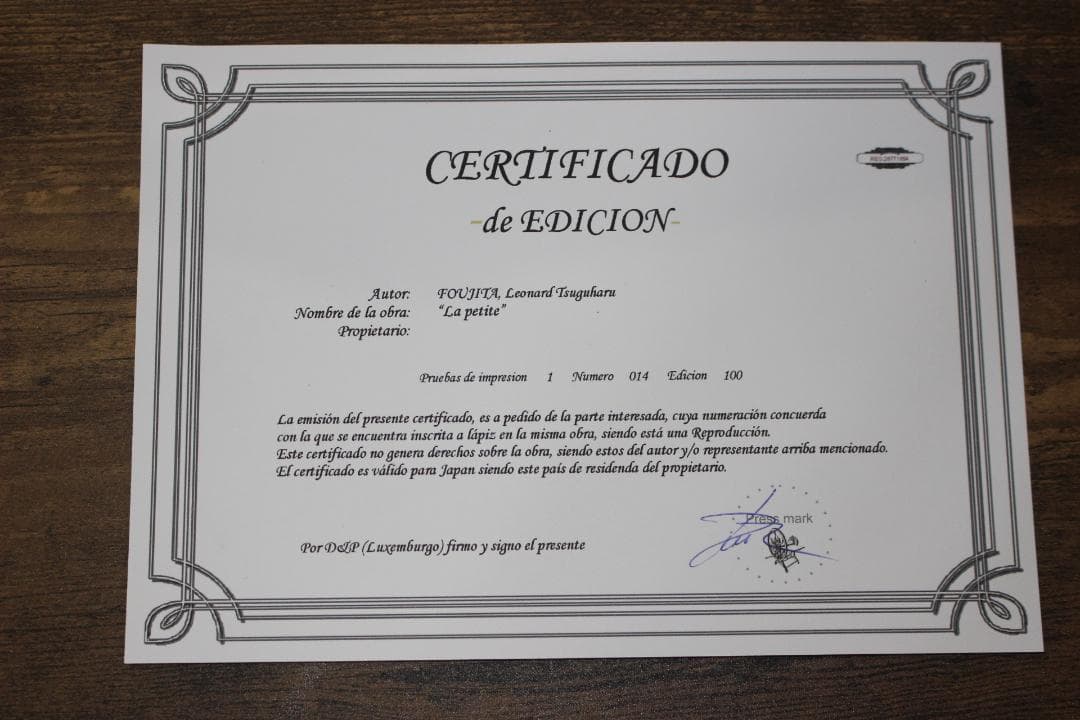 CERTIFICADO
-de EDICION-
Autor: FOUJITA, Leonard Tsuguharu
Nombre de la obra: “La petite”
Propietario:
Pruebas de impresion 1 Numero 014 Edicion 100
La emisión del presente certificado, es a pedido de la parte interesada, cuya numeración concuerda
con la que se encuentra inscrita a lápiz en la misma obra, siendo está una Reproducción.
Este certificado no genera derechos sobre la obra, siendo estos del autor y/o representante arriba mencionado.
El certificado es válido para Japan siendo este país de residenda del propietario.
Press mark
Por D&P (Luxemburgo) firmo y signo el presente